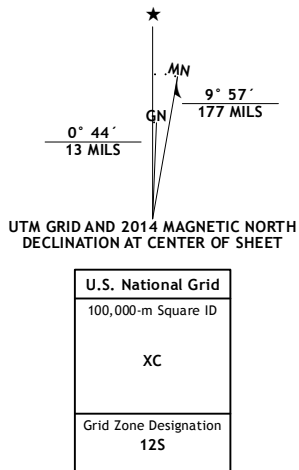 MN
GN
9° 57´
177 MILS
0° 44´
13 MILS
UTM GRID AND 2014 MAGNETIC NORTH
DECLINATION AT CENTER OF SHEET
U.S. National Grid
100,000-m Square ID
XC
Grid Zone Designation
12S